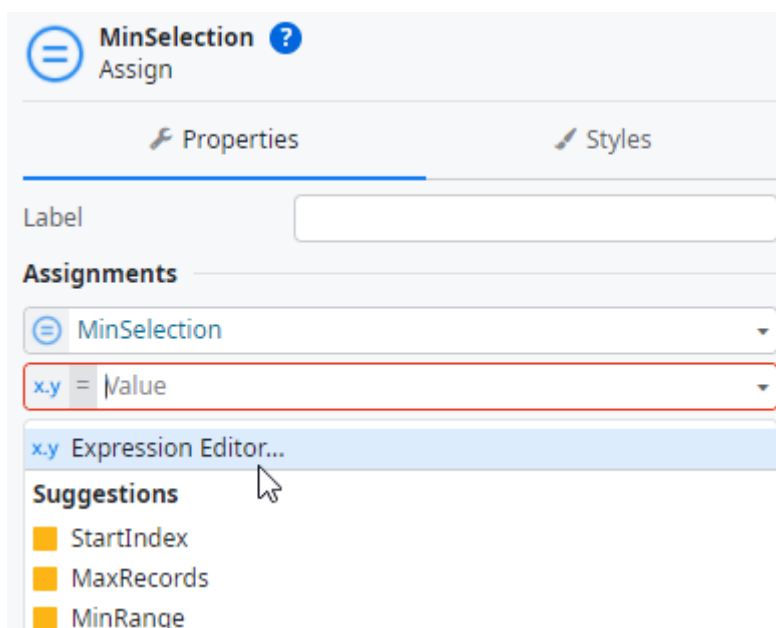 MinSelection ?
Assign
Properties Styles
Label
Assignments
MinSelection
x.y = Value
x.y Expression Editor...
Suggestions
StartIndex
MaxRecords
MinRange